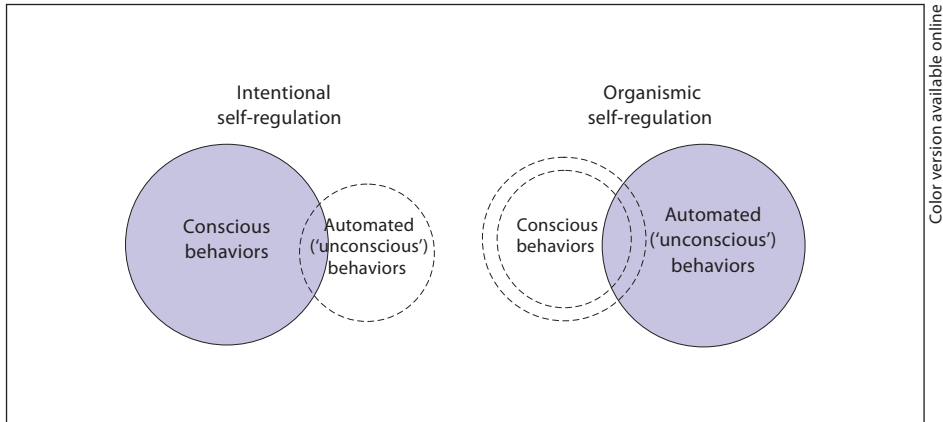 Intentional
self-regulation
Conscious
behaviors
Automated
('unconscious')
behaviors
Organismic
self-regulation
Conscious
behaviors
Automated
('unconscious')
behaviors
Color version available online